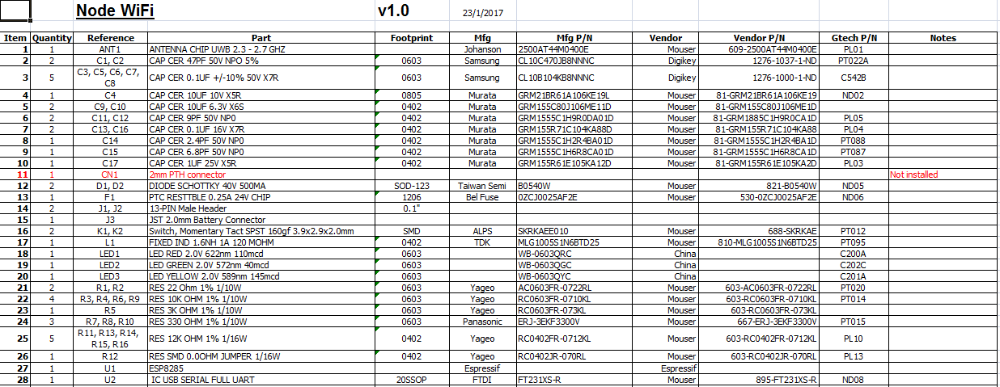 Node WiFi v1.0 23/1/2017
Item Quantity Reference Part Footprint Mfg Mfg P/N Vendor Vendor P/N Gtech P/N Notes
1 1 ANT1 ANTENNA CHIP UWB 2.3 - 2.7 GHZ Johanson 2500AT44M0400E Mouser 609-2500AT44M0400E PL01
2 2 C1, C2 CAP CER 47PF 50V NPO 5% 0603 Samsung CL10C470JB8NNNC Digikey 1276-1037-1-ND PT022A
3 5 C3, C5, C6, C7, C8 CAP CER 0.1UF +/-10% 50V X7R 0603 Samsung CL10B104KB8NNNC Digikey 1276-1000-1-ND C542B
4 1 C4 CAP CER 10UF 10V X5R 0805 Murata GRM21BR61A106KE19L Mouser 81-GRM21BR61A106KE19 ND02
5 2 C9, C10 CAP CER 10UF 6.3V X6S 0402 Murata GRM155C80J106ME11D Mouser 81-GRM155C80J106ME1D
6 2 C11, C12 CAP CER 9PF 50V NP0 0402 Murata GRM1555C1H9R0DA01D Mouser 81-GRM1885C1H9R0CA1D PL05
7 2 C13, C16 CAP CER 0.1UF 16V X7R 0402 Murata GRM155R71C104KA88D Mouser 81-GRM155R71C104KA88 PL04
8 1 C14 CAP CER 2.4PF 50V NP0 0402 Murata GRM1555C1H2R4BA01D Mouser 81-GRM1555C1H2R4BA1D PT088
9 1 C15 CAP CER 6.8PF 50V NP0 0402 Murata GRM1555C1H6R8CA01D Mouser 81-GRM1555C1H6R8CA1D PT087
10 1 C17 CAP CER 1UF 25V X5R 0402 Murata GRM155R61E105KA12D Mouser 81-GRM155R61E105KA2D PL03
11 1 CN1 2mm PTH connector Not installed
12 2 D1, D2 DIODE SCHOTTKY 40V 500MA SOD-123 Taiwan Semi B0540W Mouser 821-B0540W ND05
13 1 F1 PTC RESTTBLE 0.25A 24V CHIP 1206 Bel Fuse 0ZCJ0025AF2E Mouser 530-0ZCJ0025AF2E ND06
14 2 J1, J2 13-PIN Male Header 0.1"
15 1 J3 JST 2.0mm Battery Connector
16 2 K1, K2 Switch, Momentary Tact SPST 160gf 3.9x2.9x2.0mm SMD ALPS SKRKAEE010 Mouser 688-SKRKAE PT012
17 1 L1 FIXED IND 1.6NH 1A 120 MOHM 0402 TDK MLG1005S1N6BTD25 Mouser 810-MLG1005S1N6BTD25 PT095
18 1 LED1 LED RED 2.0V 622nm 110mcd 0603 WB-0603QRC China C200A
19 1 LED2 LED GREEN 2.0V 572nm 40mcd 0603 WB-0603QGC China C202C
20 1 LED3 LED YELLOW 2.0V 589nm 145mcd 0603 WB-0603QYC China C201A
21 2 R1, R2 RES 22 Ohm 1% 1/10W 0603 Yageo AC0603FR-0722RL Mouser 603-AC0603FR-0722RL PT020
22 4 R3, R4, R6, R9 RES 10K OHM 1% 1/10W 0603 Yageo RC0603FR-0710KL Mouser 603-RC0603FR-0710KL PT014
23 1 R5 RES 3K OHM 1% 1/10W 0603 Yageo RC0603FR-073KL Mouser 603-RC0603FR-073KL
24 3 R7, R8, R10 RES 330 OHM 1% 1/10W 0603 Panasonic ERJ-3EKF3300V Mouser 667-ERJ-3EKF3300V PT015
25 5 R11, R13, R14, R15, R16 RES 12K OHM 1% 1/16W 0402 Yageo RC0402FR-0712KL Mouser 603-RC0402FR-0712KL PL10
26 1 R12 RES SMD 0.0OHM JUMPER 1/16W 0402 Yageo RC0402JR-070RL Mouser 603-RC0402JR-070RL PL13
27 1 U1 ESP8285 Espressif Espressif
28 1 U2 IC USB SERIAL FULL UART 20SSOP FTDI FT231XS-R Mouser 895-FT231XS-R ND08